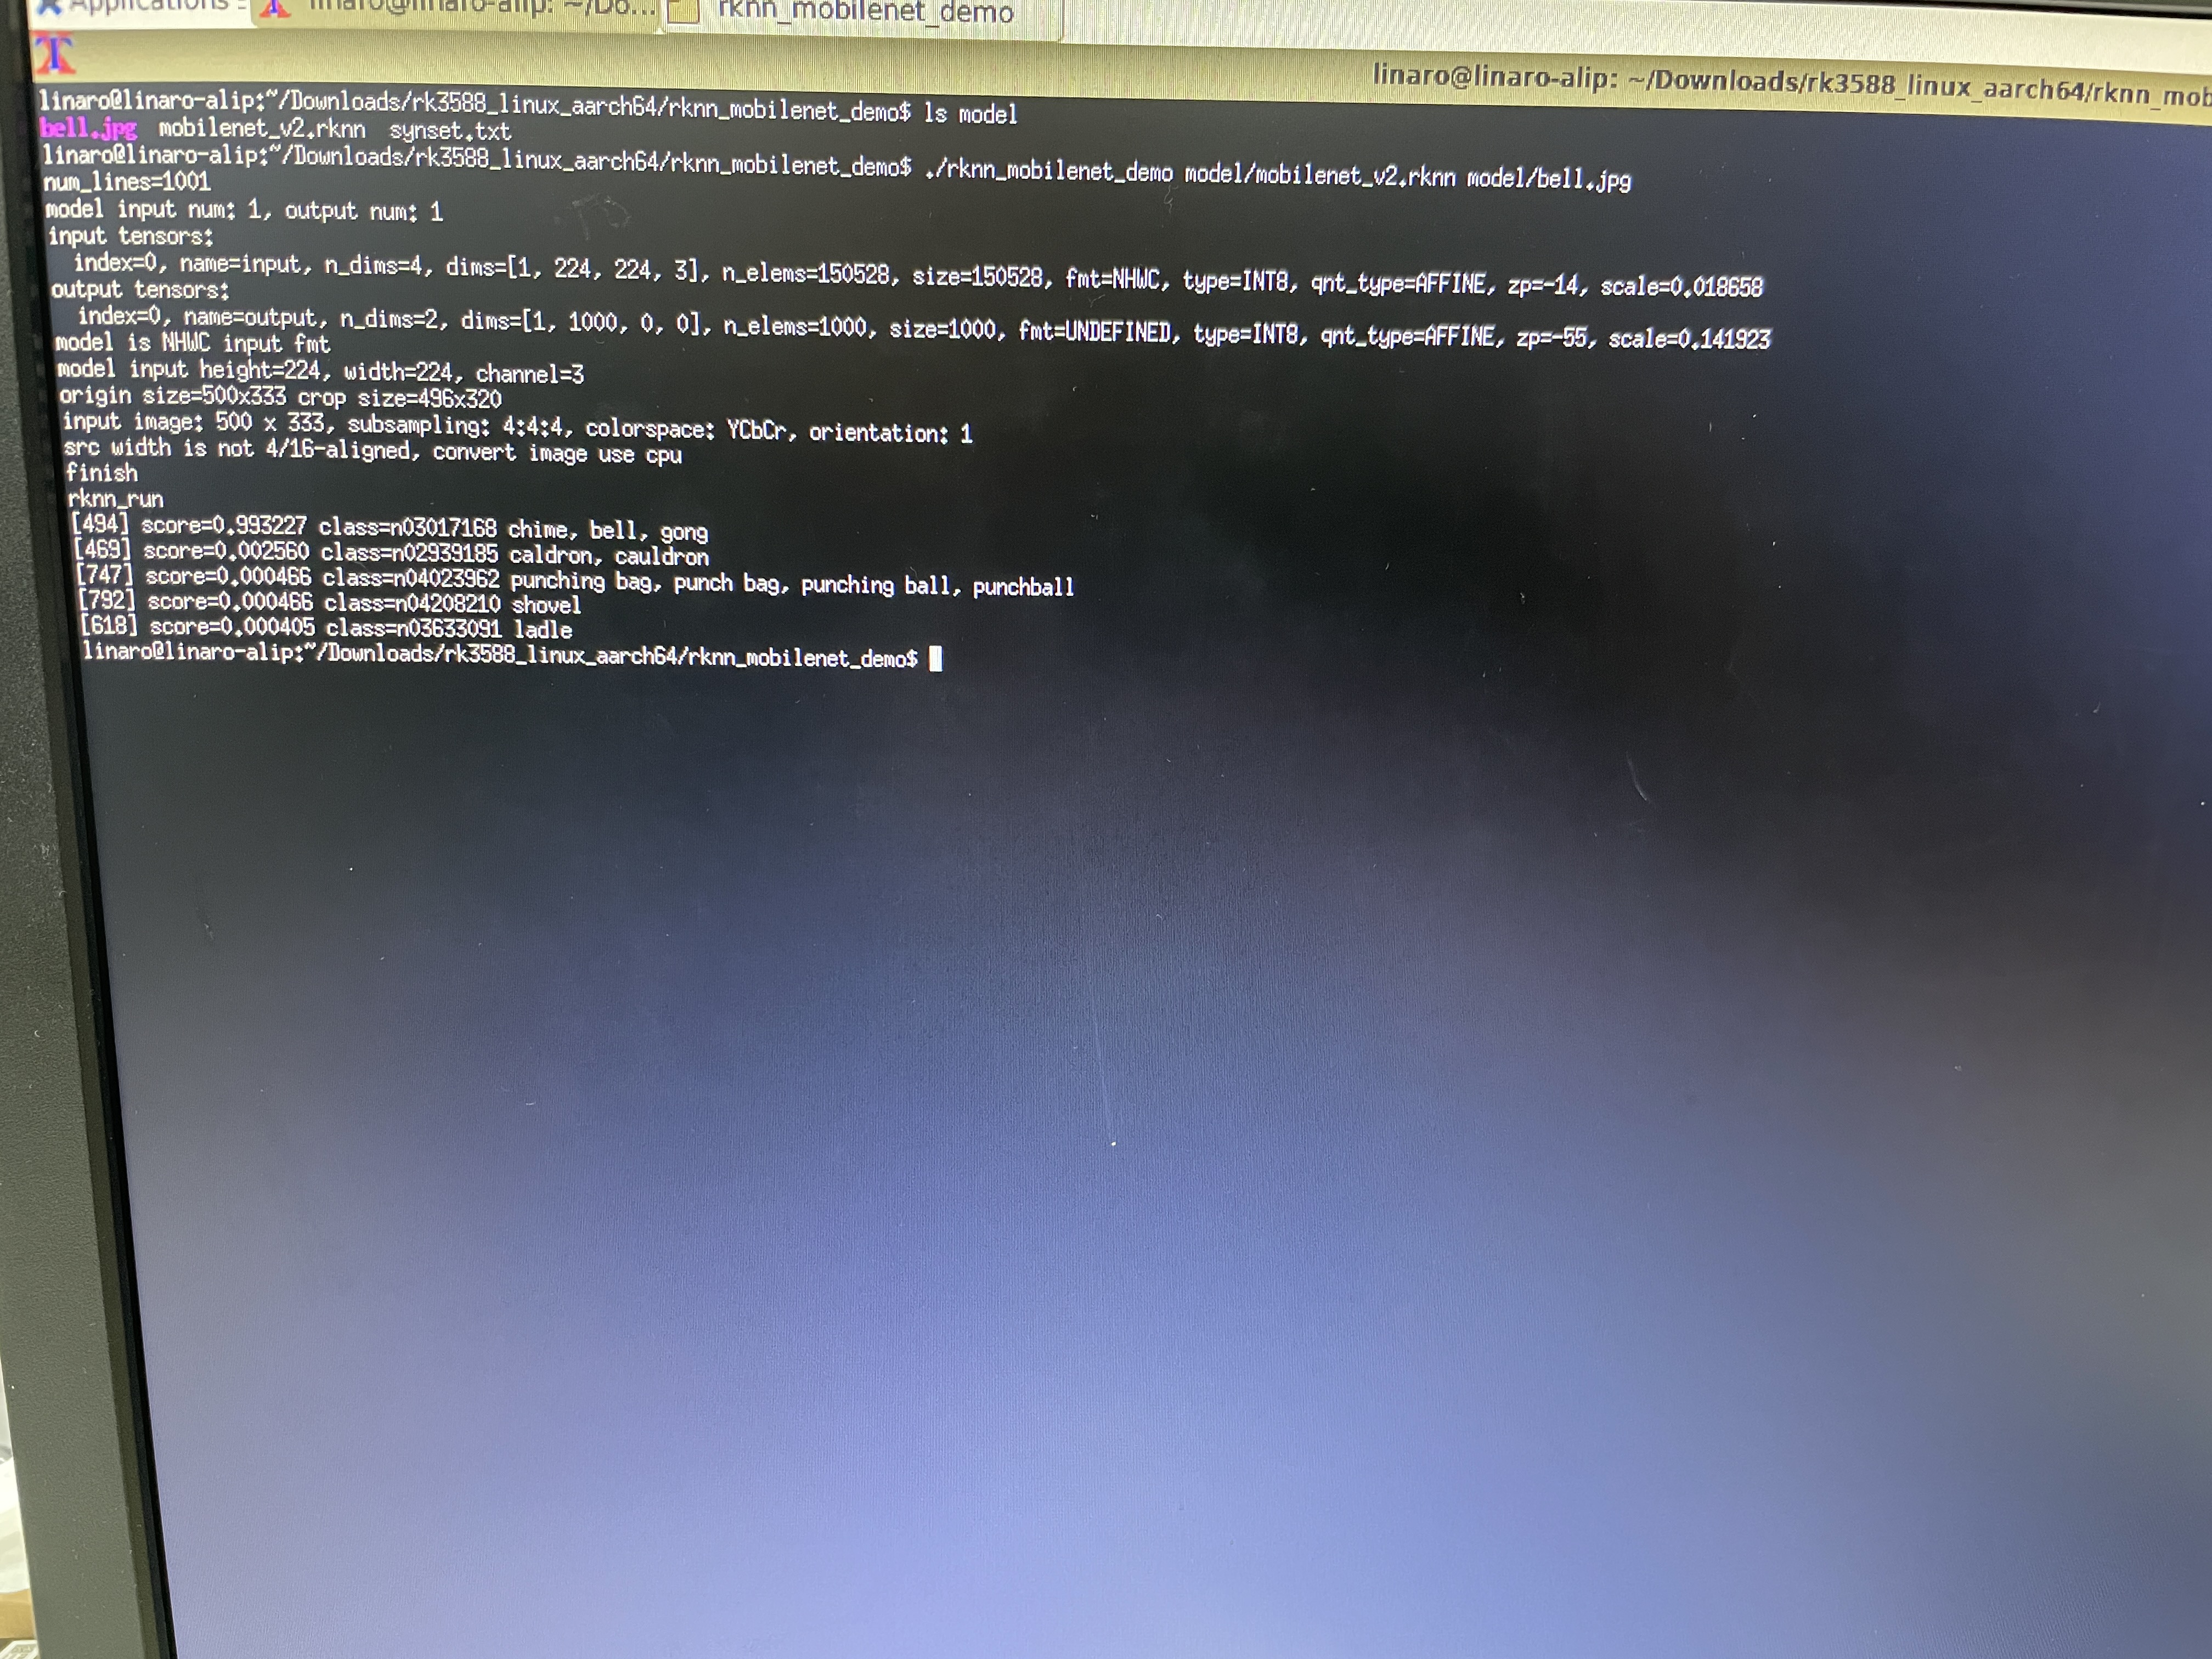 Applications
linaro@linaro-alip: ~/Do...
rknn_mobilenet_demo
linaro@linaro-alip: ~/Downloads/rk3588_linux_aarch64/rknn_mob
linaro@linaro-alip:~/Downloads/rk3588_linux_aarch64/rknn_mobilenet_demo$ ls model
bell.jpg mobilenet_v2.rknn synset.txt
linaro@linaro-alip:~/Downloads/rk3588_linux_aarch64/rknn_mobilenet_demo$ ./rknn_mobilenet_demo model/mobilenet_v2.rknn model/bell.jpg
num_lines=1001
model input num: 1, output num: 1
input tensors:
index=0, name=input, n_dims=4, dims=[1, 224, 224, 3], n_elems=150528, size=150528, fmt=NHWC, type=INT8, qnt_type=AFFINE, zp=-14, scale=0.018658
output tensors:
index=0, name=output, n_dims=2, dims=[1, 1000, 0, 0], n_elems=1000, size=1000, fmt=UNDEFINED, type=INT8, qnt_type=AFFINE, zp=-55, scale=0.141923
model is NHWC input fmt
model input height=224, width=224, channel=3
origin size=500x333 crop size=496x320
input image: 500 x 333, subsampling: 4:4:4, colorspace: YCbCr, orientation: 1
src width is not 4/16-aligned, convert image use cpu
finish
rknn_run
[494] score=0.993227 class=n03017168 chime, bell, gong
[469] score=0.002560 class=n02939185 caldron, cauldron
[747] score=0.000466 class=n04023962 punching bag, punch bag, punching ball, punchball
[792] score=0.000466 class=n04208210 shovel
[618] score=0.000405 class=n03633091 ladle
linaro@linaro-alip:~/Downloads/rk3588_linux_aarch64/rknn_mobilenet_demo$